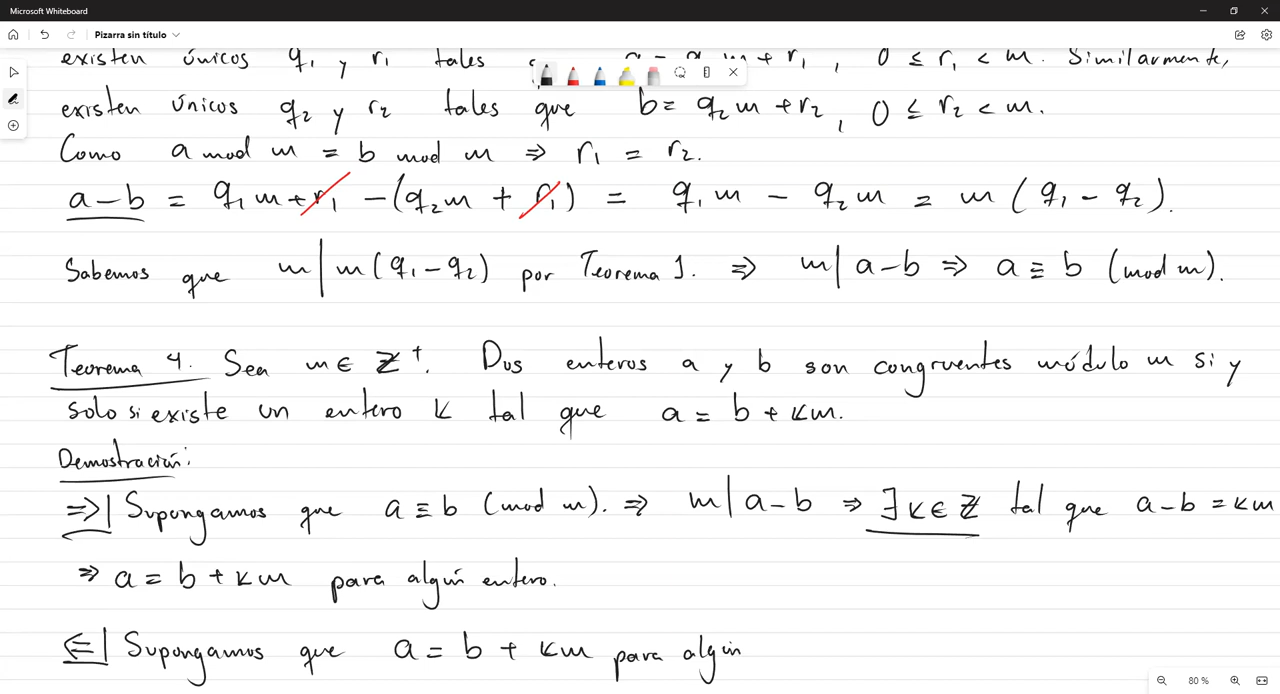 Microsoft Whiteboard
Pizarra sin título
existen únicos q₁ y r₁ tales m + r₁, 0 ≤ r₁ < m. Similarmente,
existen únicos q₂ y r₂ tales que b = q₂m + r₂, 0 ≤ r₂ < m.
Como a mod m = b mod m ⇒ r₁ = r₂.
a - b = q₁m + r₁ - (q₂m + r₁) = q₁m - q₂m = m(q₁ - q₂).
Sabemos que m | m(q₁ - q₂) por Teorema 1. ⇒ m | a - b ⇒ a ≡ b (mod m).
Teorema 4. Sea m ∈ ℤ⁺. Dos enteros a y b son congruentes módulo m si y
solo si existe un entero k tal que a = b + km.
Demostración:
⇒| Supongamos que a ≡ b (mod m). ⇒ m | a - b ⇒ ∃ k ∈ ℤ tal que a - b = km
⇒ a = b + km para algún entero.
⇐| Supongamos que a = b + km para algún
80 %